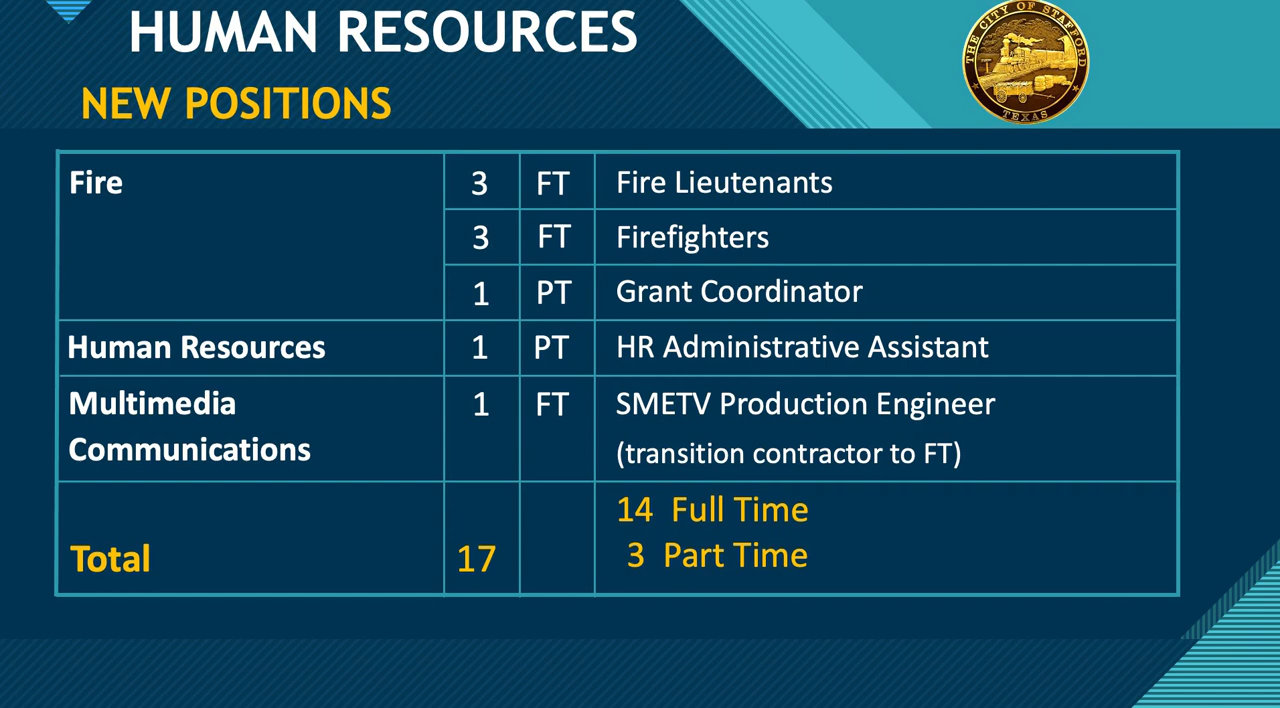 HUMAN RESOURCES
NEW POSITIONS
THE CITY OF STAFFORD
TEXAS
Fire 3 FT Fire Lieutenants
3 FT Firefighters
1 PT Grant Coordinator
Human Resources 1 PT HR Administrative Assistant
Multimedia 1 FT SMETV Production Engineer
Communications (transition contractor to FT)
14 Full Time
Total 17 3 Part Time